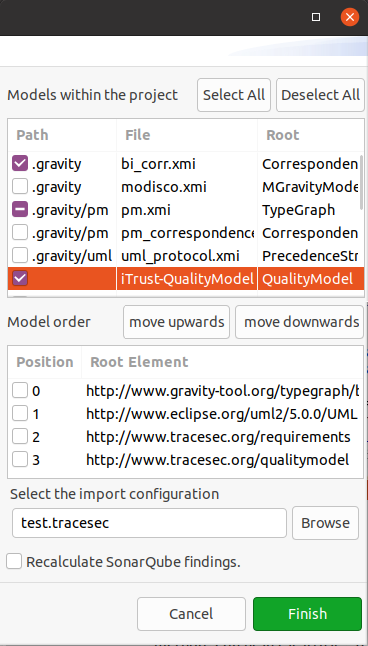 Models within the project Select All Deselect All
Path File Root
.gravity bi_corr.xmi Corresponden
.gravity modisco.xmi MGravityMode
.gravity/pm pm.xmi TypeGraph
.gravity/pm pm_correspondence Corresponden
.gravity/uml uml_protocol.xmi PrecedenceStr
iTrust-QualityModel QualityModel
Model order move upwards move downwards
Position Root Element
0 http://www.gravity-tool.org/typegraph/b
1 http://www.eclipse.org/uml2/5.0.0/UML
2 http://www.tracesec.org/requirements
3 http://www.tracesec.org/qualitymodel
Select the import configuration
test.tracesec Browse
Recalculate SonarQube findings.
Cancel Finish